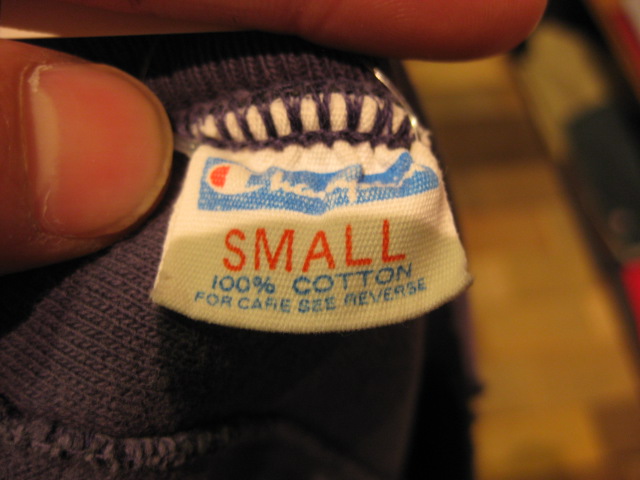 SMALL
100% COTTON
FOR CARE SEE REVERSE